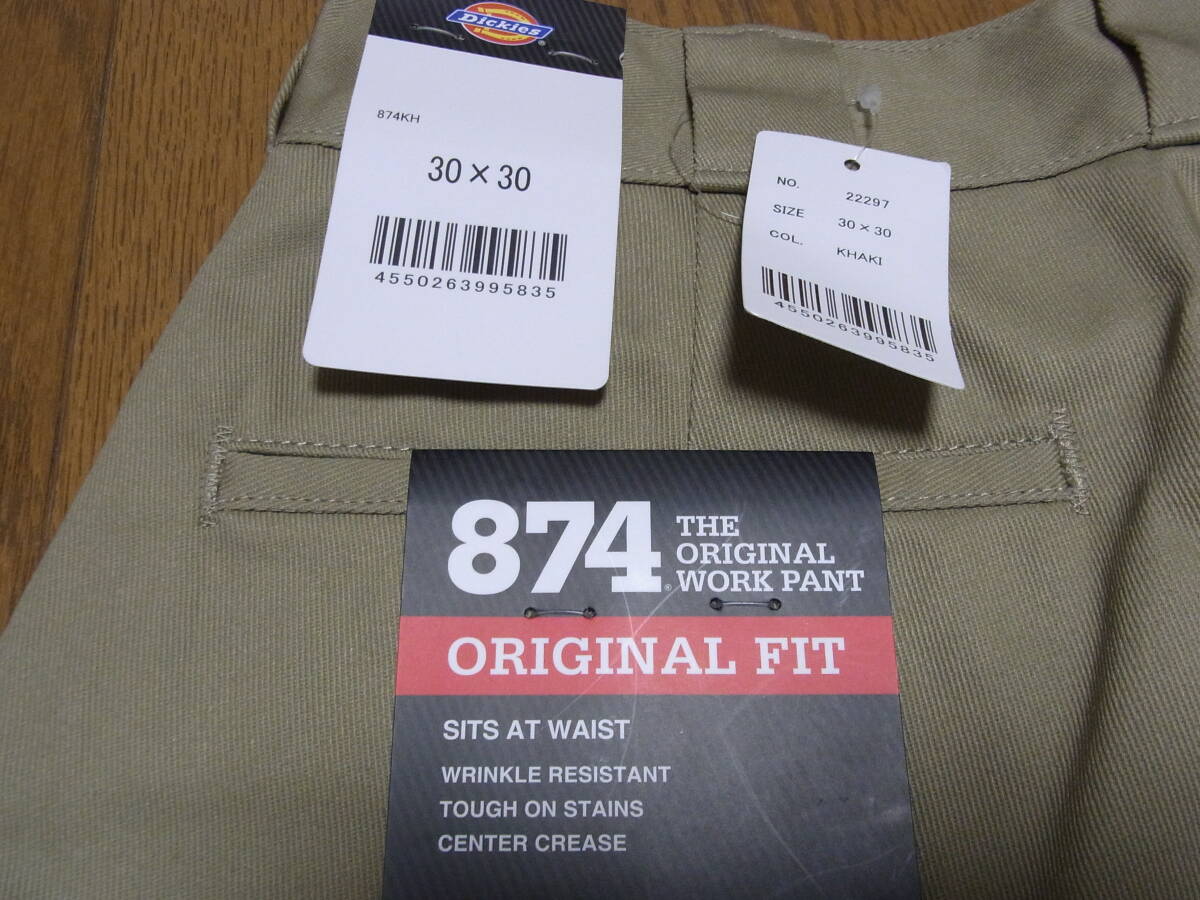 Dickies
874KH
30×30
4550263995835
NO. 22297
SIZE 30×30
COL. KHAKI
4550263995835
874® THE
ORIGINAL
WORK PANT
ORIGINAL FIT
SITS AT WAIST
WRINKLE RESISTANT
TOUGH ON STAINS
CENTER CREASE